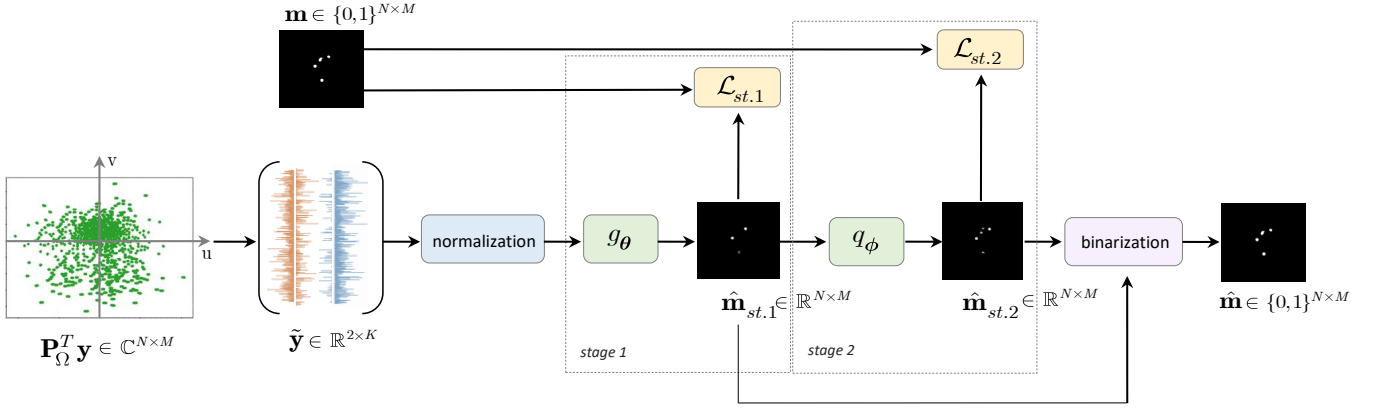 𝐦 ∈ {0,1}^{N×M}
ℒ_{st.1}
ℒ_{st.2}
v
u
normalization
g_𝜽
q_𝝓
binarization
𝐏_Ω^T 𝐲 ∈ ℂ^{N×M}
ỹ ∈ ℝ^{2×K}
m̂_{st.1} ∈ ℝ^{N×M}
m̂_{st.2} ∈ ℝ^{N×M}
m̂ ∈ {0,1}^{N×M}
stage 1
stage 2